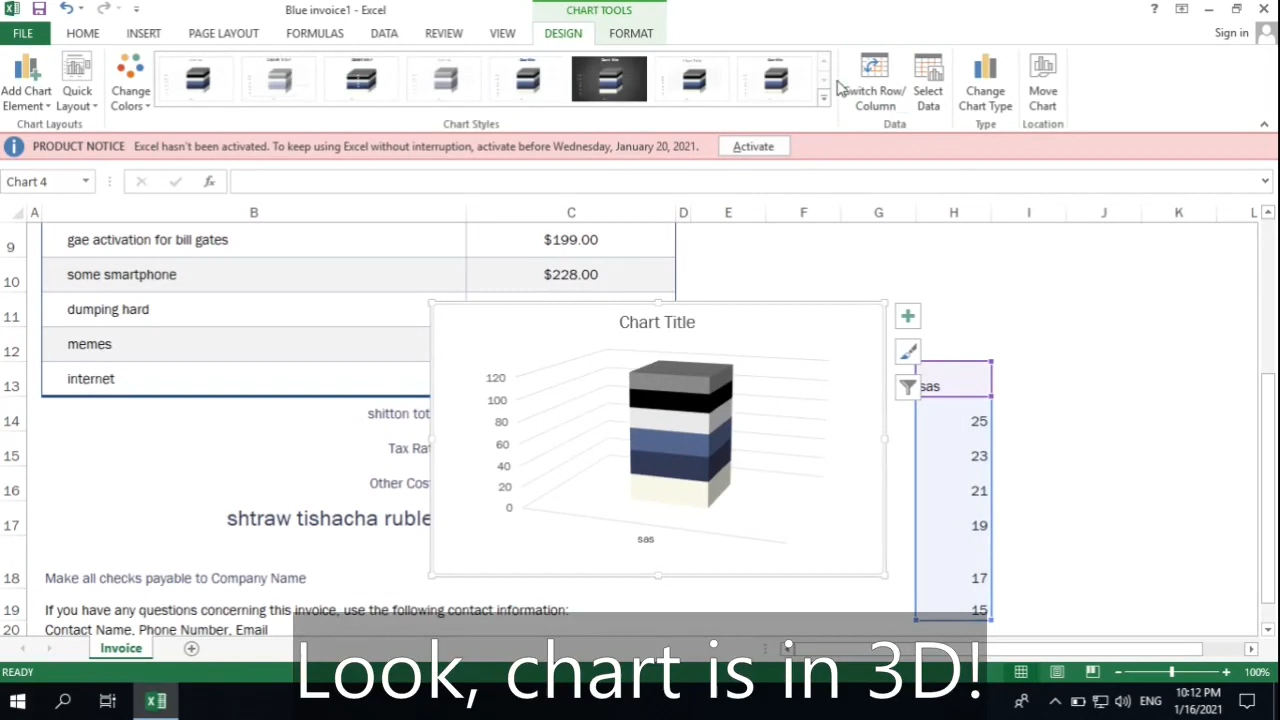 Blue invoice1 - Excel
CHART TOOLS
?
FILE
HOME
INSERT
PAGE LAYOUT
FORMULAS
DATA
REVIEW
VIEW
DESIGN
FORMAT
Sign in
Add Chart
Element
Quick
Layout
Change
Colors
Switch Row/
Column
Select
Data
Change
Chart Type
Move
Chart
Chart Layouts
Chart Styles
Data
Type
Location
PRODUCT NOTICE Excel hasn't been activated. To keep using Excel without interruption, activate before Wednesday, January 20, 2021. Activate
Chart 4
fx
A B C D E F G H I J K L
9 gae activation for bill gates $199.00
10 some smartphone $228.00
11 dumping hard
12 memes
13 internet
14 shitton tot
15 Tax Rat
16 Other Cos
17 shtraw tishacha ruble
18 Make all checks payable to Company Name
19 If you have any questions concerning this invoice, use the following contact information:
20 Contact Name, Phone Number, Email
Chart Title
120
100
80
60
40
20
0
sas
sas
25
23
21
19
17
15
Invoice
Look, chart is in 3D!
READY
100%
ENG
10:12 PM
1/16/2021